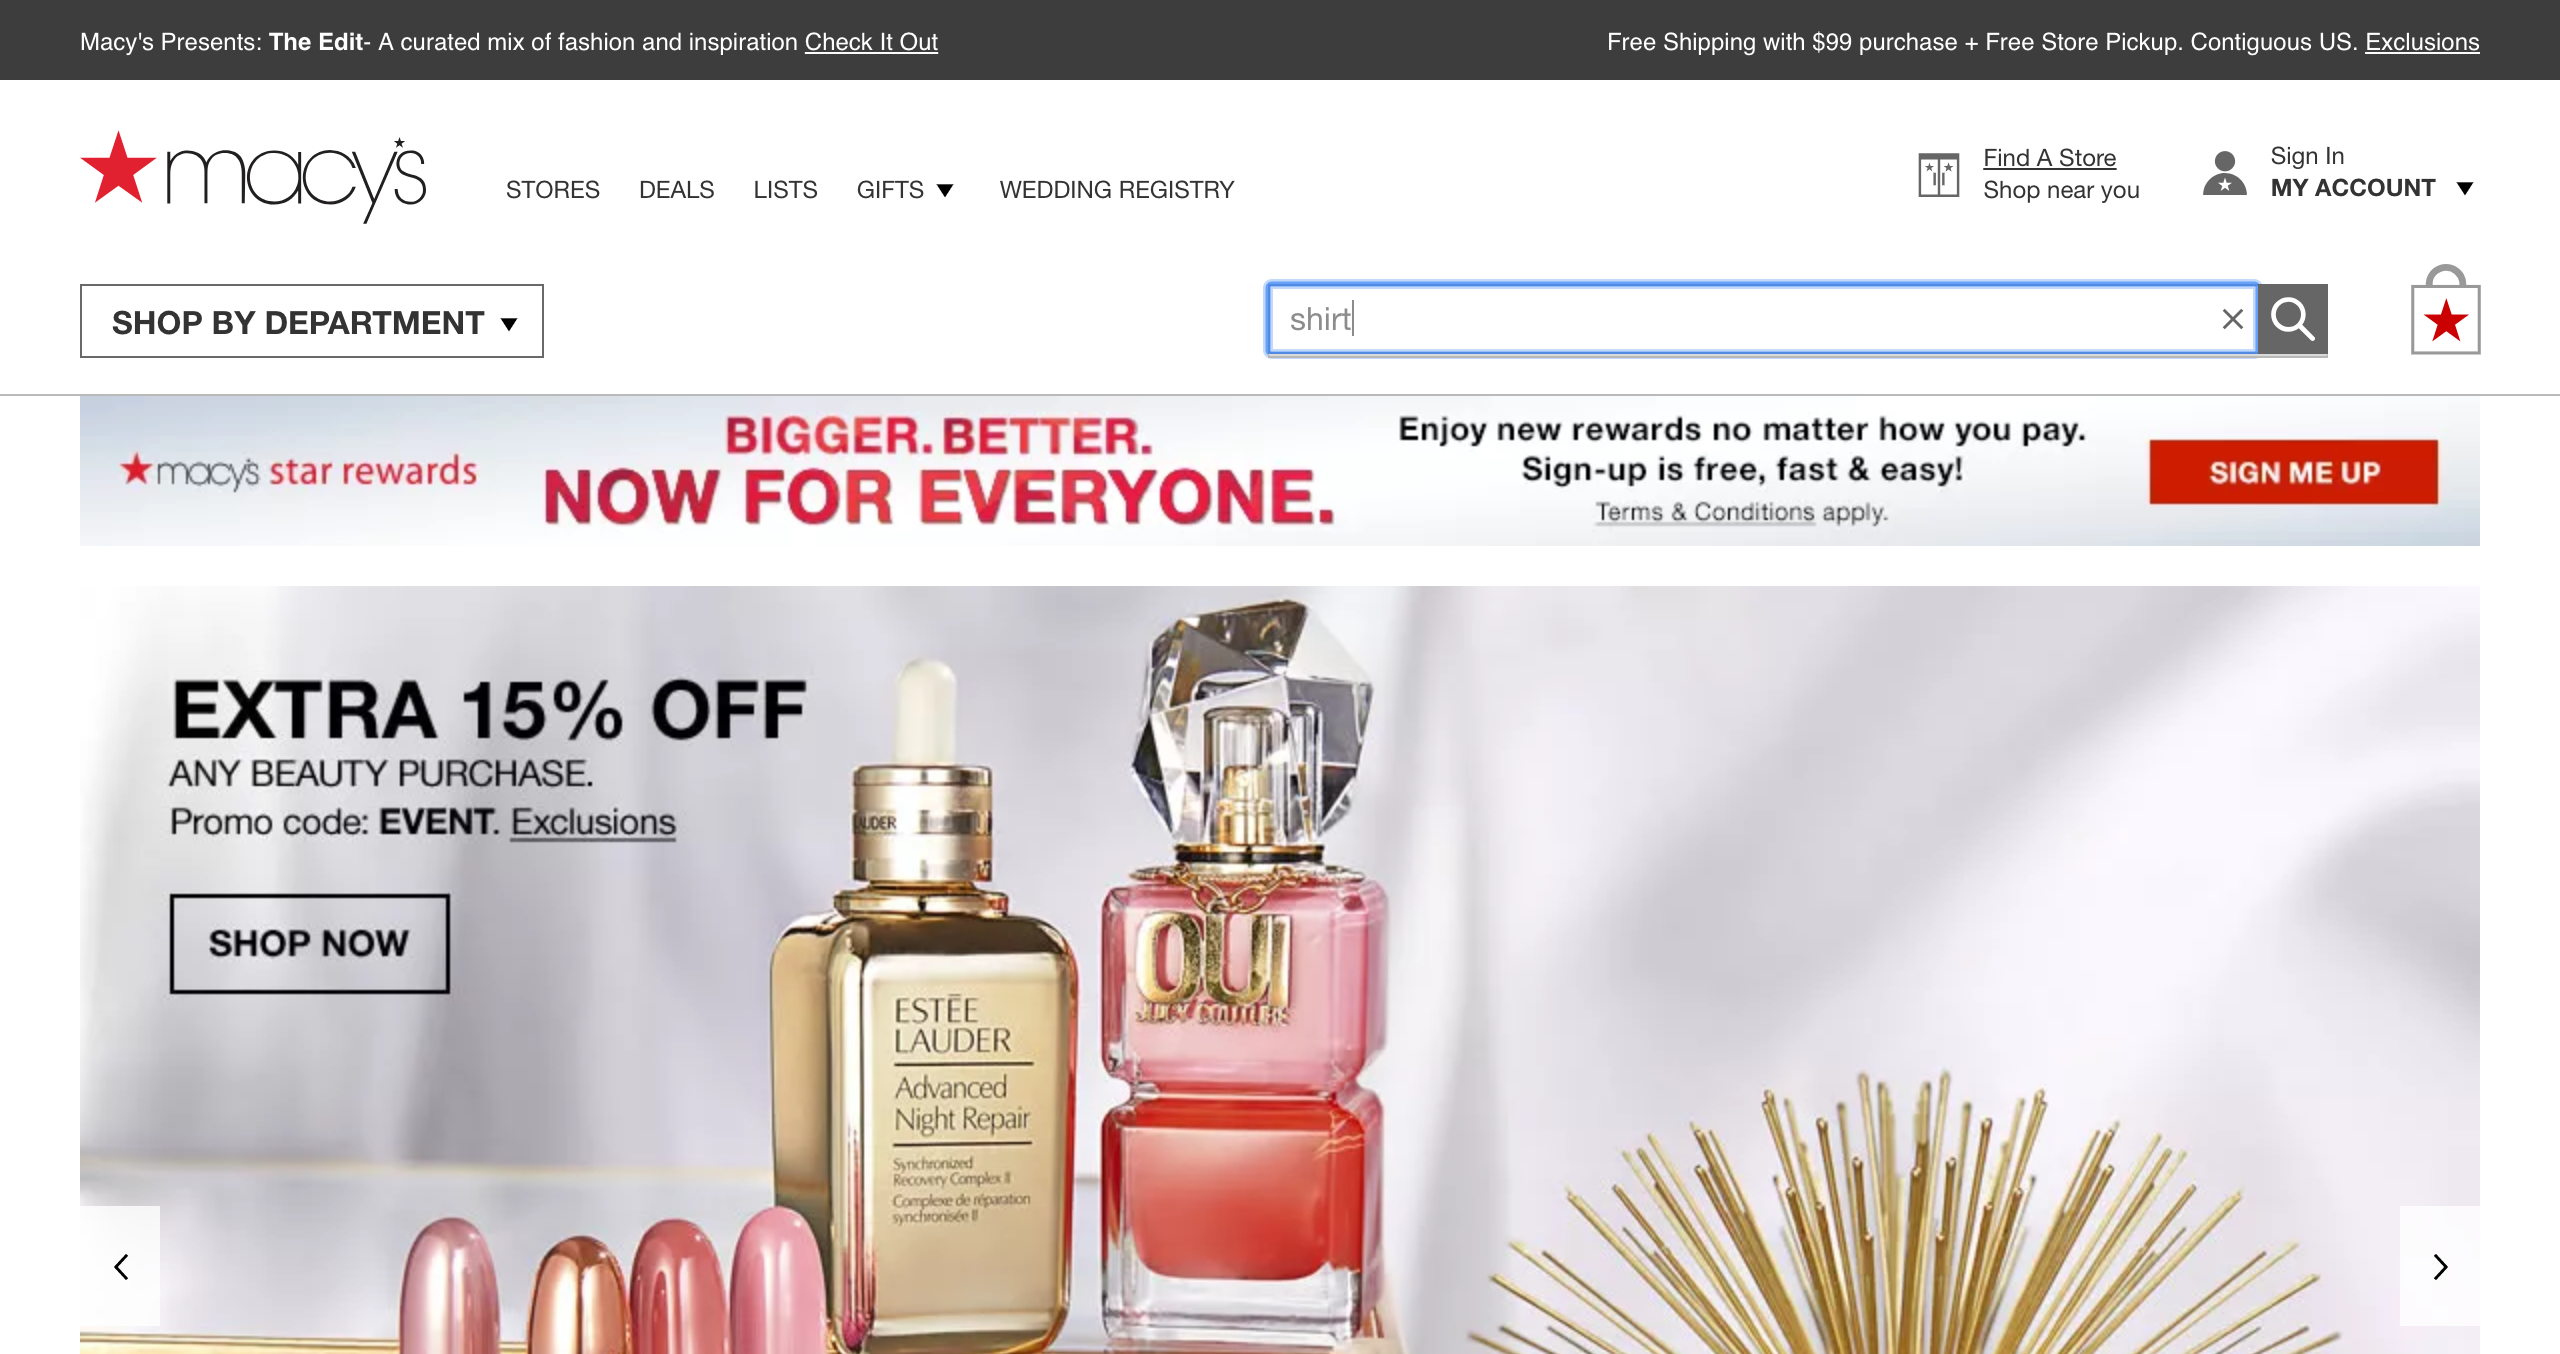 Macy's Presents: The Edit- A curated mix of fashion and inspiration Check It Out
Free Shipping with $99 purchase + Free Store Pickup. Contiguous US. Exclusions
macy's
STORES
DEALS
LISTS
GIFTS
WEDDING REGISTRY
Find A Store
Shop near you
Sign In
MY ACCOUNT
SHOP BY DEPARTMENT
shirt
macy's star rewards
BIGGER. BETTER.
NOW FOR EVERYONE.
Enjoy new rewards no matter how you pay.
Sign-up is free, fast & easy!
Terms & Conditions apply.
SIGN ME UP
EXTRA 15% OFF
ANY BEAUTY PURCHASE.
Promo code: EVENT. Exclusions
SHOP NOW
LAUDER
ESTĒE
LAUDER
Advanced
Night Repair
Synchronized
Recovery Complex II
Complexe de réparation
synchronisée II
OUI
JUICY COUTURE